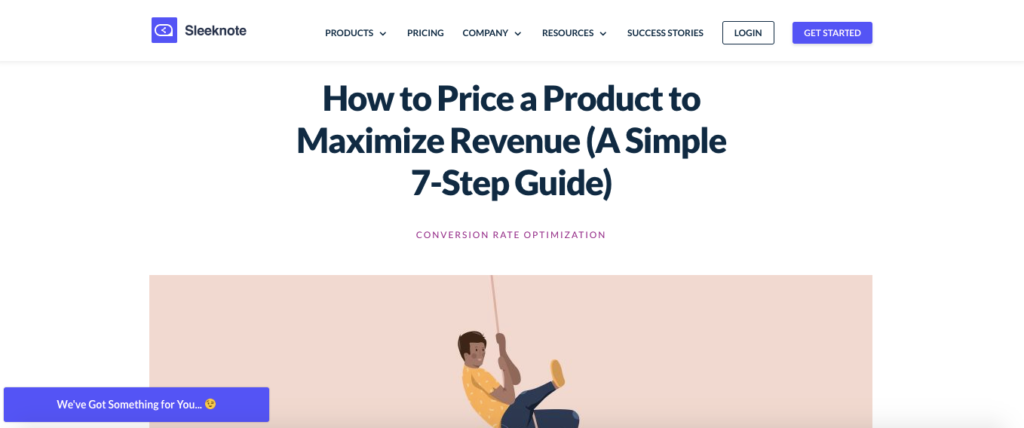 Sleeknote
PRODUCTS PRICING COMPANY RESOURCES SUCCESS STORIES LOGIN GET STARTED
How to Price a Product to
Maximize Revenue (A Simple
7-Step Guide)
CONVERSION RATE OPTIMIZATION
We've Got Something for You... 😉